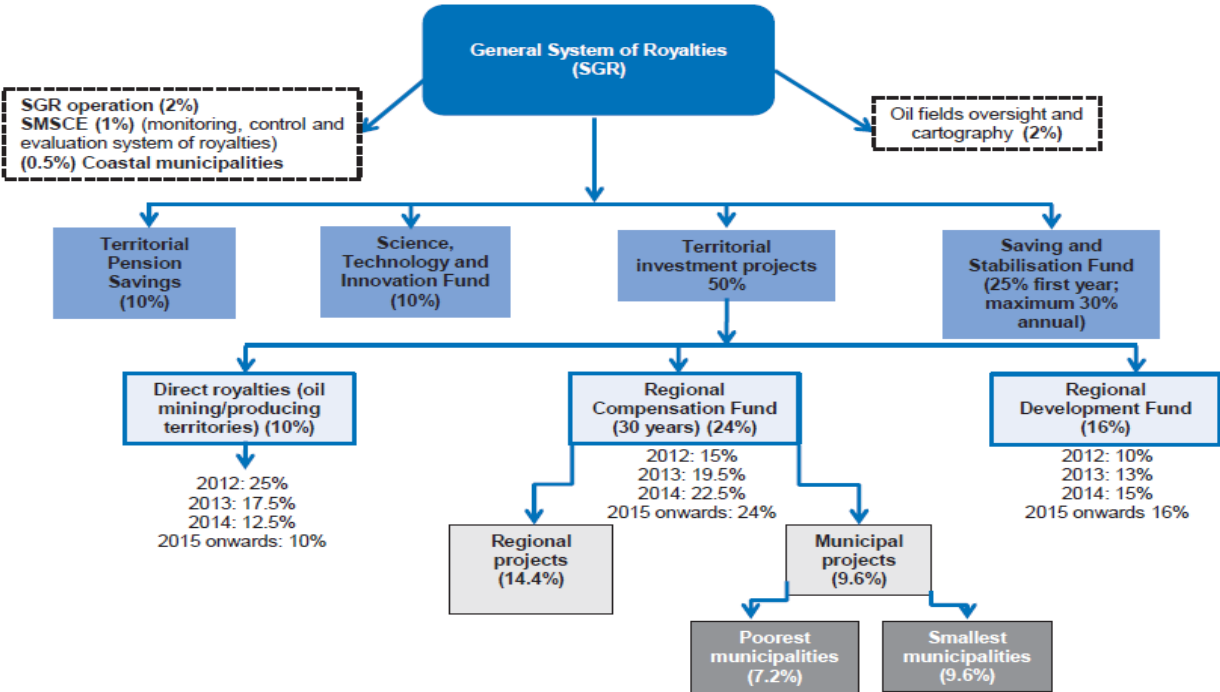 General System of Royalties
(SGR)
SGR operation (2%)
SMSCE (1%) (monitoring, control and
evaluation system of royalties)
(0.5%) Coastal municipalities
Oil fields oversight and
cartography (2%)
Territorial
Pension
Savings
(10%)
Science,
Technology and
Innovation Fund
(10%)
Territorial
investment projects
50%
Saving and
Stabilisation Fund
(25% first year;
maximum 30%
annual)
Direct royalties (oil
mining/producing
territories) (10%)
2012: 25%
2013: 17.5%
2014: 12.5%
2015 onwards: 10%
Regional
Compensation Fund
(30 years) (24%)
2012: 15%
2013: 19.5%
2014: 22.5%
2015 onwards: 24%
Regional
Development Fund
(16%)
2012: 10%
2013: 13%
2014: 15%
2015 onwards 16%
Regional
projects
(14.4%)
Municipal
projects
(9.6%)
Poorest
municipalities
(7.2%)
Smallest
municipalities
(9.6%)